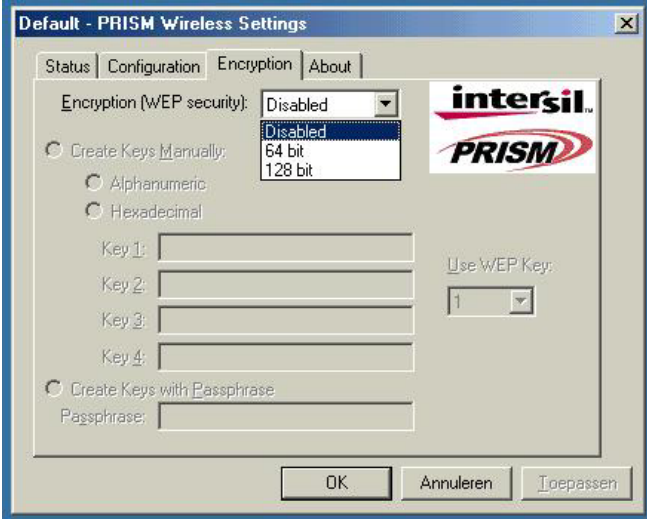 Default - PRISM Wireless Settings
Status Configuration Encryption About
Encryption (WEP security): Disabled
Disabled
64 bit
128 bit
intersil.
PRISM
Create Keys Manually:
Alphanumeric
Hexadecimal
Key 1:
Key 2:
Key 3:
Key 4:
Use WEP Key:
1
Create Keys with Passphrase
Passphrase:
OK Annuleren Toepassen